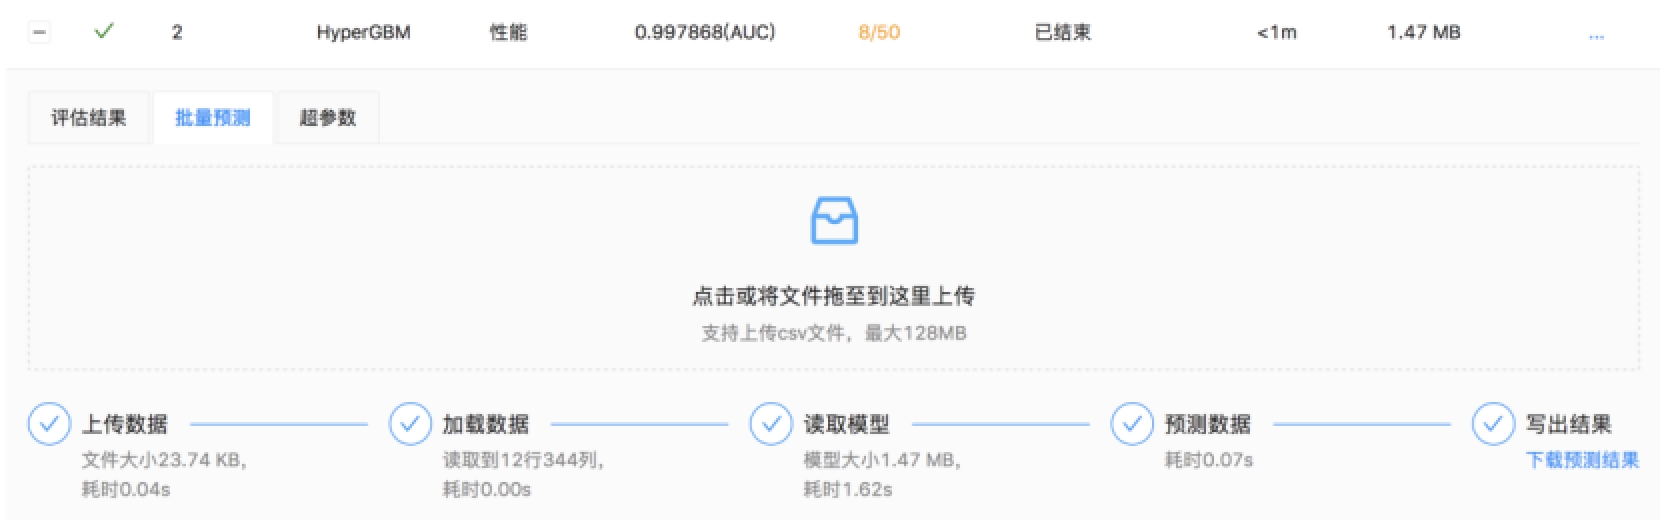 2 HyperGBM 性能 0.997868(AUC) 8/50 已结束 <1m 1.47 MB ...
评估结果 批量预测 超参数
点击或将文件拖至到这里上传
支持上传csv文件，最大128MB
上传数据 加载数据 读取模型 预测数据 写出结果
文件大小23.74 KB, 读取到12行344列, 模型大小1.47 MB, 耗时0.07s 下载预测结果
耗时0.04s 耗时0.00s 耗时1.62s